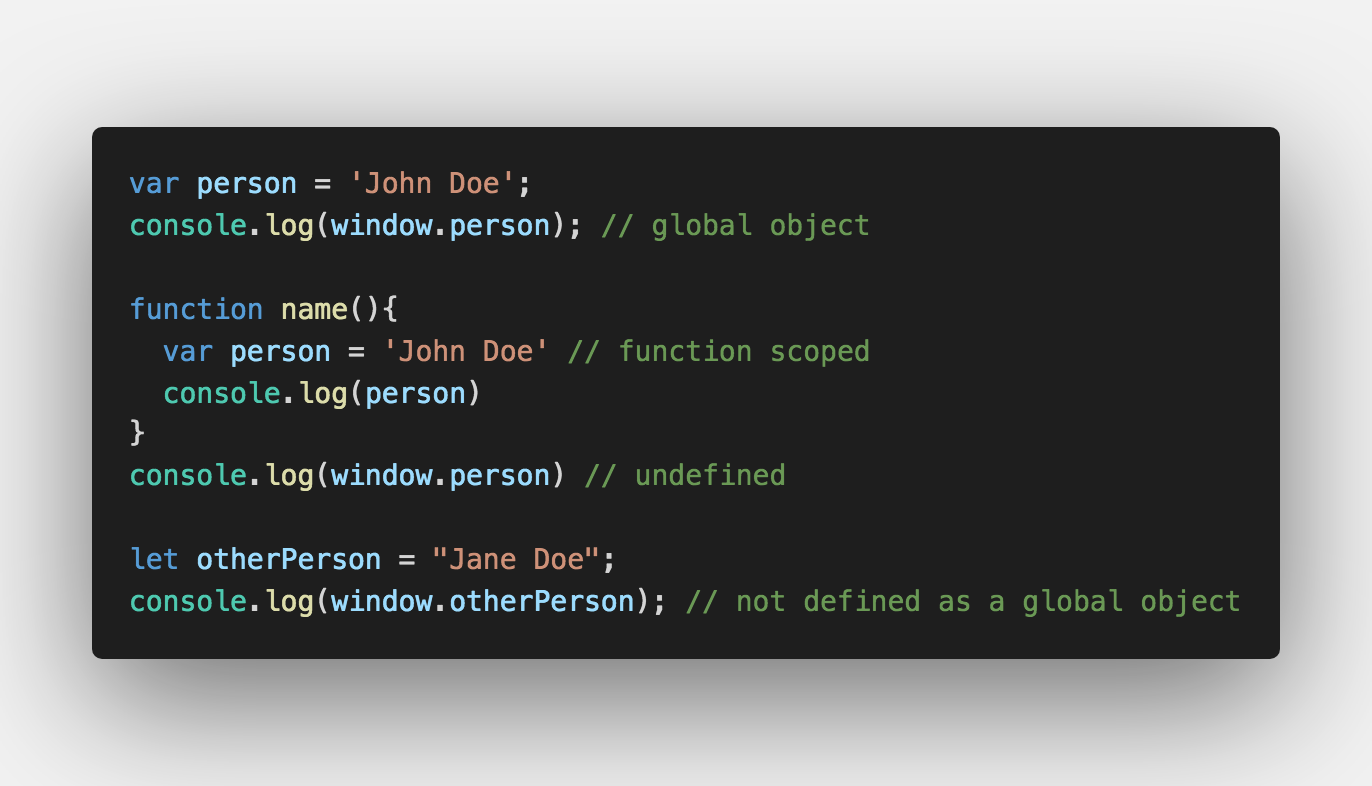 var person = 'John Doe';
console.log(window.person); // global object
function name(){
  var person = 'John Doe' // function scoped
  console.log(person)
}
console.log(window.person) // undefined
let otherPerson = "Jane Doe";
console.log(window.otherPerson); // not defined as a global object